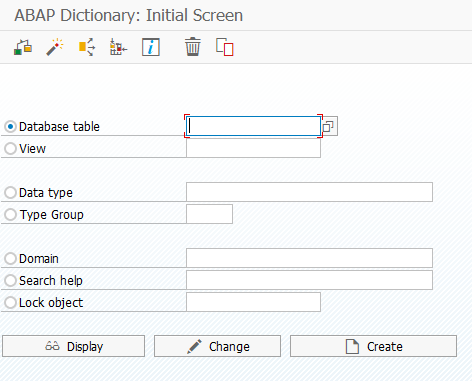 ABAP Dictionary: Initial Screen
Database table
View
Data type
Type Group
Domain
Search help
Lock object
Display Change Create